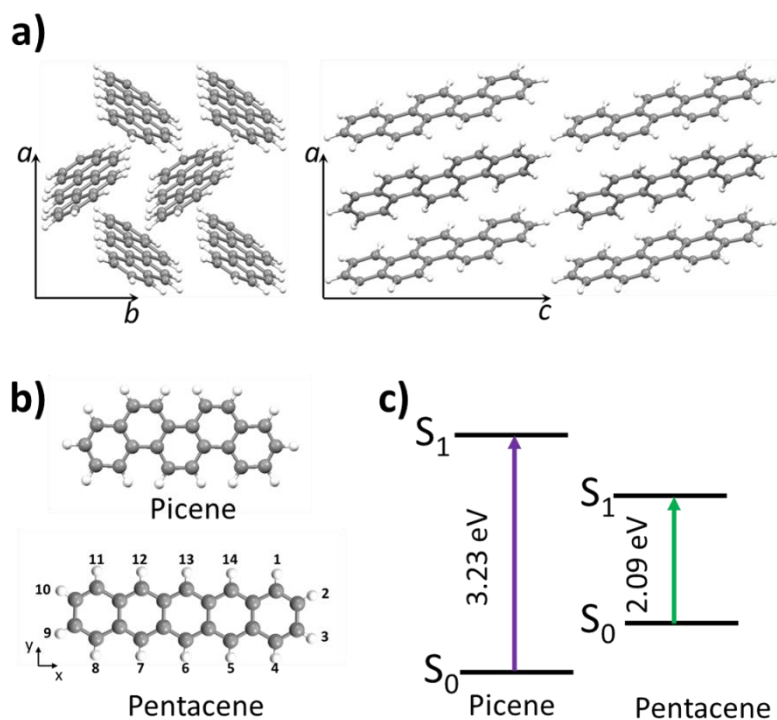 a)
a
b
a
c
b)
Picene
11 12 13 14 1
10 2
9 3
8 7 6 5 4
y
x
Pentacene
c)
S₁
3.23 eV
S₀
Picene
S₁
2.09 eV
S₀
Pentacene